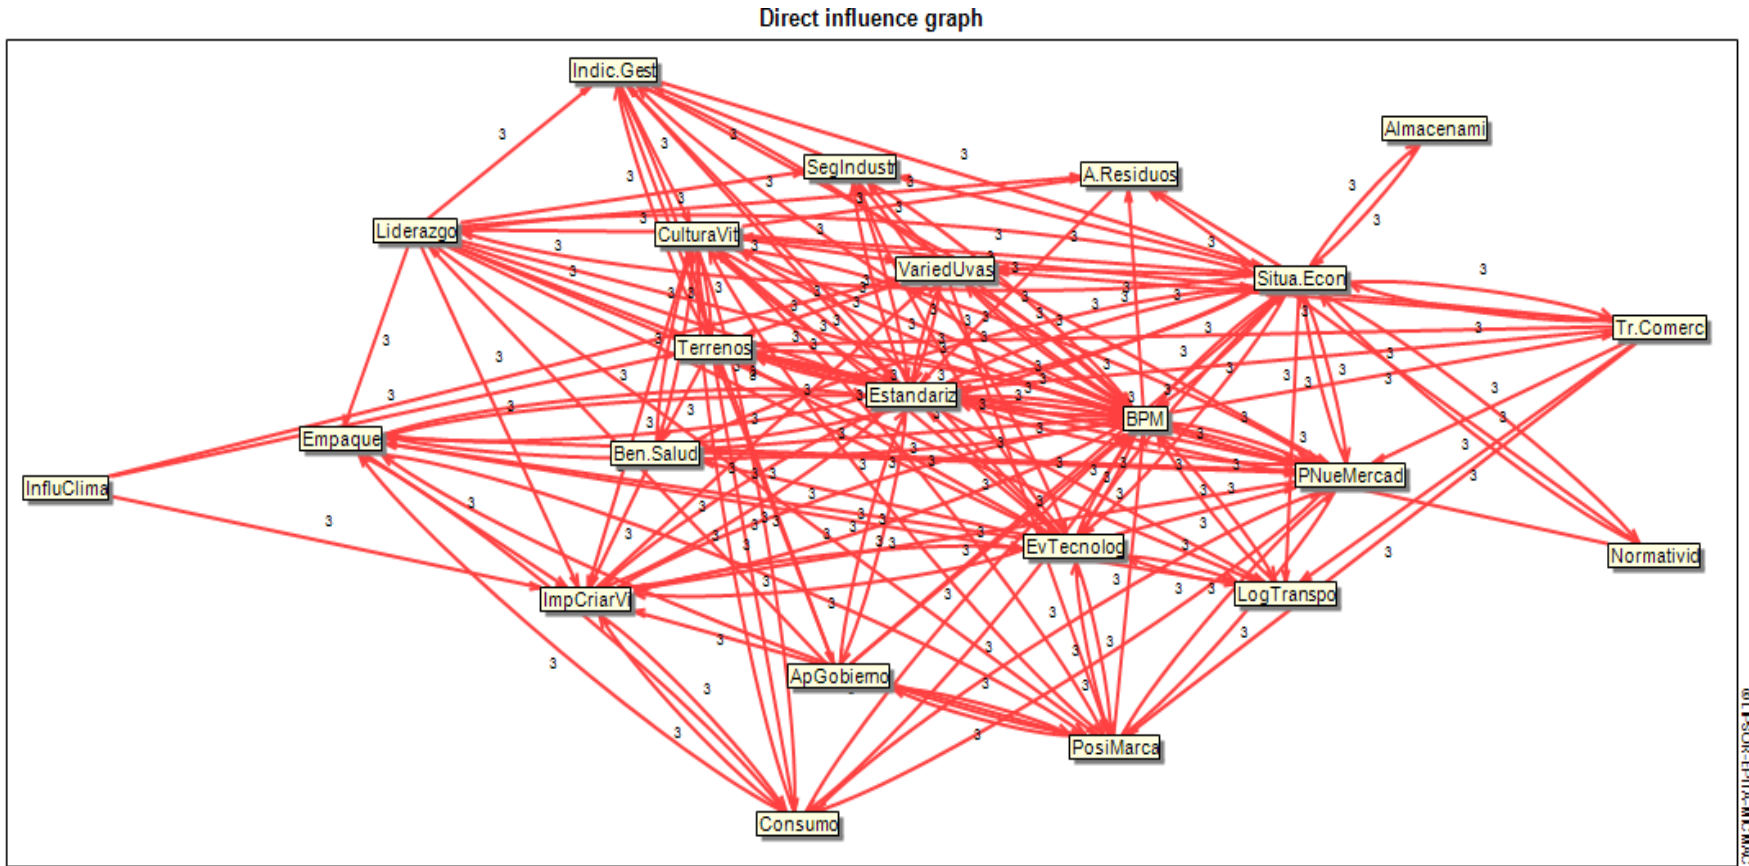 Direct influence graph
Indic.Gest
Almacenami
SegIndustr
A.Residuos
Liderazgo
CulturaVit
VariedUvas
Situa.Econ
Tr.Comerc
Terrenos
Estandariz
BPM
Empaque
Ben.Salud
PNueMercad
InfluClima
EvTecnolog
Normativid
ImpCriarVi
LogTranspo
ApGobierno
PosiMarca
Consumo